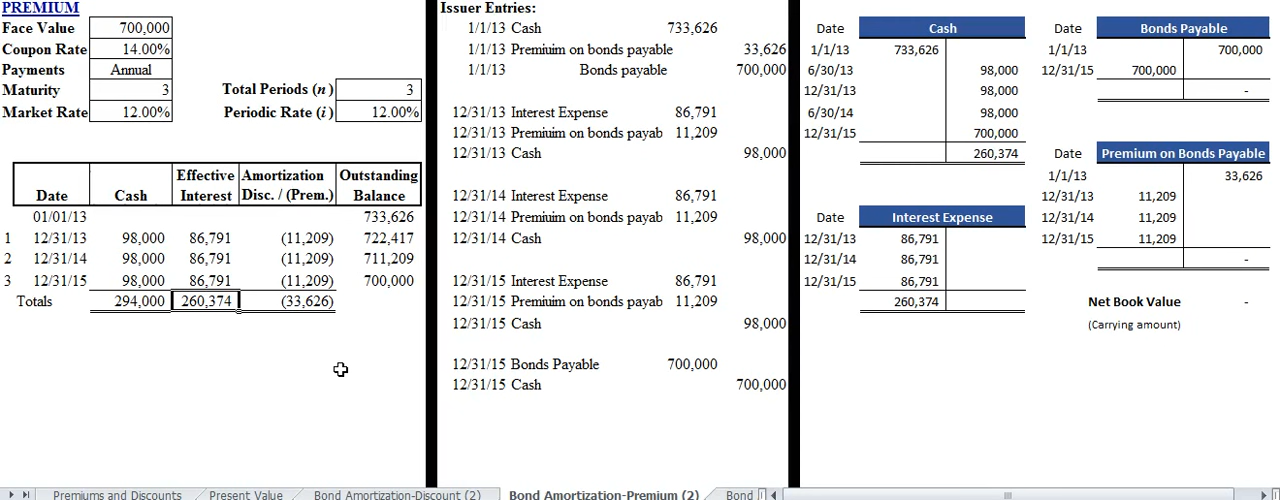 PREMIUM
Face Value 700,000
Coupon Rate 14.00%
Payments Annual
Maturity 3 Total Periods (n) 3
Market Rate 12.00% Periodic Rate (i) 12.00%
Effective Amortization Outstanding
Date Cash Interest Disc. / (Prem.) Balance
01/01/13 733,626
1 12/31/13 98,000 86,791 (11,209) 722,417
2 12/31/14 98,000 86,791 (11,209) 711,209
3 12/31/15 98,000 86,791 (11,209) 700,000
Totals 294,000 260,374 (33,626)
Issuer Entries:
1/1/13 Cash 733,626
1/1/13 Premiuim on bonds payable 33,626
1/1/13 Bonds payable 700,000
12/31/13 Interest Expense 86,791
12/31/13 Premiuim on bonds payab 11,209
12/31/13 Cash 98,000
12/31/14 Interest Expense 86,791
12/31/14 Premiuim on bonds payab 11,209
12/31/14 Cash 98,000
12/31/15 Interest Expense 86,791
12/31/15 Premiuim on bonds payab 11,209
12/31/15 Cash 98,000
12/31/15 Bonds Payable 700,000
12/31/15 Cash 700,000
Date Cash
1/1/13 733,626
6/30/13 98,000
12/31/13 98,000
6/30/14 98,000
12/31/15 700,000
260,374
Date Interest Expense
12/31/13 86,791
12/31/14 86,791
12/31/15 86,791
260,374
Date Bonds Payable
1/1/13 700,000
12/31/15 700,000
-
Date Premium on Bonds Payable
1/1/13 33,626
12/31/13 11,209
12/31/14 11,209
12/31/15 11,209
-
Net Book Value -
(Carrying amount)
Premiums and Discounts Present Value Bond Amortization-Discount (2) Bond Amortization-Premium (2) Bond